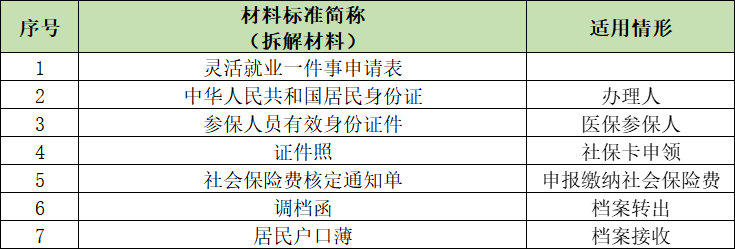 序号 材料标准简称 适用情形
（拆解材料）
1 灵活就业一件事申请表
2 中华人民共和国居民身份证 办理人
3 参保人员有效身份证件 医保参保人
4 证件照 社保卡申领
5 社会保险费核定通知单 申报缴纳社会保险费
6 调档函 档案转出
7 居民户口薄 档案接收